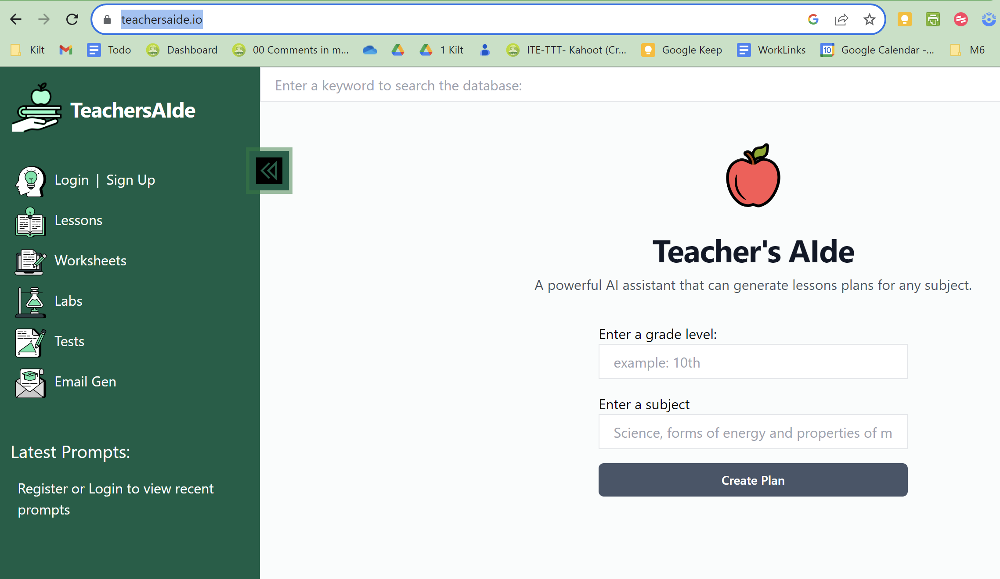 teachersaide.io
Kilt Todo Dashboard 00 Comments in m... 1 Kilt ITE-TTT- Kahoot (Cr... Google Keep WorkLinks 10 Google Calendar -... M6
TeachersAIde
Login | Sign Up
Lessons
Worksheets
Labs
Tests
Email Gen
Latest Prompts:
Register or Login to view recent
prompts
Enter a keyword to search the database:
Teacher's AIde
A powerful AI assistant that can generate lessons plans for any subject.
Enter a grade level:
example: 10th
Enter a subject
Science, forms of energy and properties of m
Create Plan